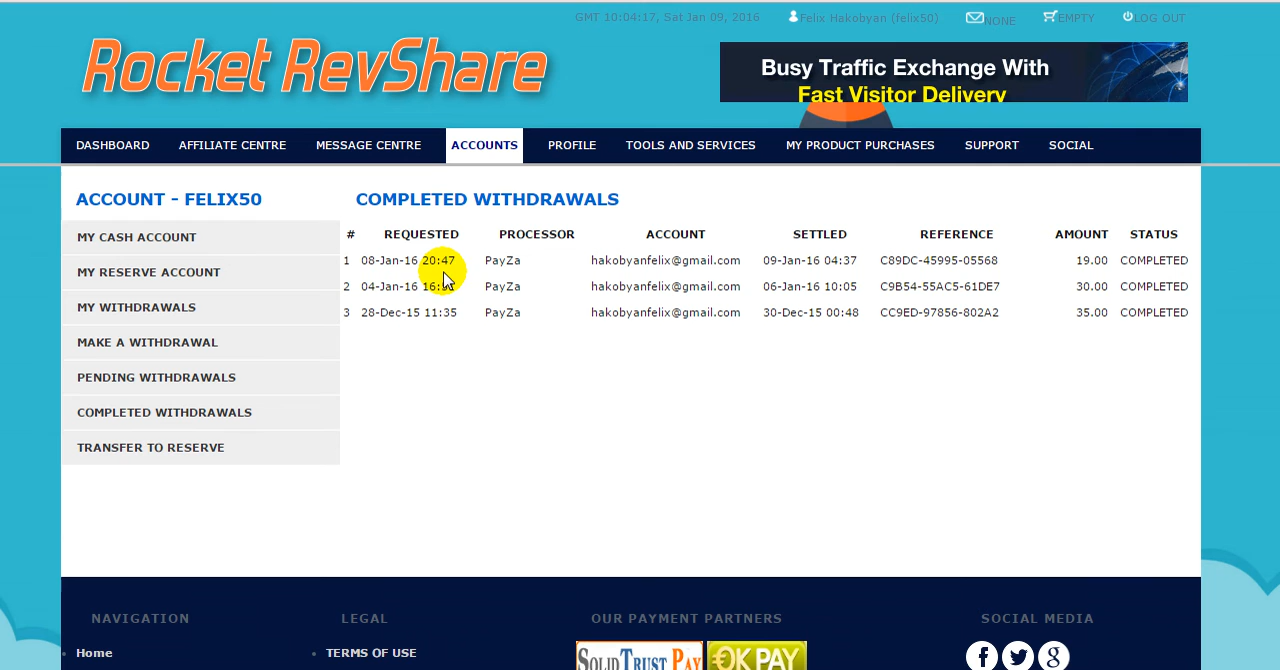 GMT 10:04:17, Sat Jan 09, 2016 Felix Hakobyan (felix50) NONE EMPTY LOG OUT
Rocket RevShare
Busy Traffic Exchange With
Fast Visitor Delivery
DASHBOARD AFFILIATE CENTRE MESSAGE CENTRE ACCOUNTS PROFILE TOOLS AND SERVICES MY PRODUCT PURCHASES SUPPORT SOCIAL
ACCOUNT - FELIX50
MY CASH ACCOUNT
MY RESERVE ACCOUNT
MY WITHDRAWALS
MAKE A WITHDRAWAL
PENDING WITHDRAWALS
COMPLETED WITHDRAWALS
TRANSFER TO RESERVE
COMPLETED WITHDRAWALS
# REQUESTED PROCESSOR ACCOUNT SETTLED REFERENCE AMOUNT STATUS
1 08-Jan-16 20:47 PayZa hakobyanfelix@gmail.com 09-Jan-16 04:37 C89DC-45995-05568 19.00 COMPLETED
2 04-Jan-16 PayZa hakobyanfelix@gmail.com 06-Jan-16 10:05 C9B54-55AC5-61DE7 30.00 COMPLETED
3 28-Dec-15 11:35 PayZa hakobyanfelix@gmail.com 30-Dec-15 00:48 CC9ED-97856-802A2 35.00 COMPLETED
NAVIGATION
Home
LEGAL
TERMS OF USE
OUR PAYMENT PARTNERS
SOLID TRUST PAY
OKPAY
SOCIAL MEDIA